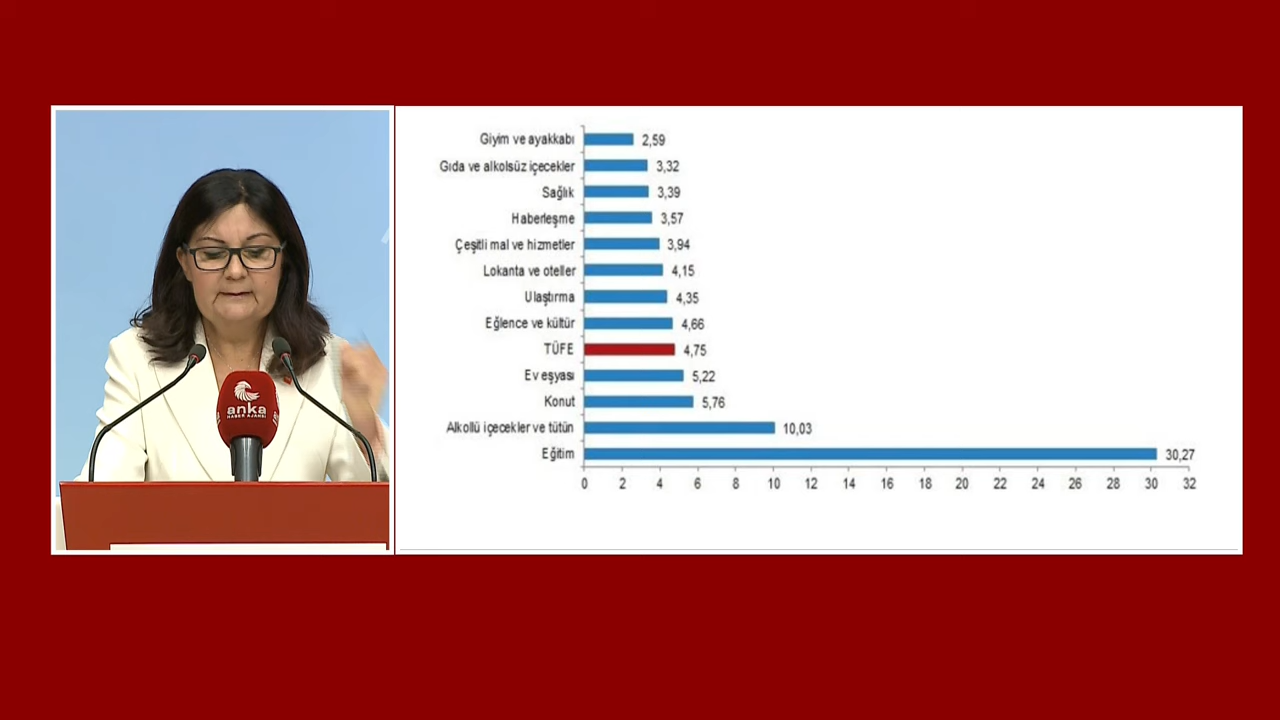 anka
HABER AJANSI
Giyim ve ayakkabı 2,59
Gıda ve alkolsüz içecekler 3,32
Sağlık 3,39
Haberleşme 3,57
Çeşitli mal ve hizmetler 3,94
Lokanta ve oteller 4,15
Ulaştırma 4,35
Eğlence ve kültür 4,66
TÜFE 4,75
Ev eşyası 5,22
Konut 5,76
Alkollü içecekler ve tütün 10,03
Eğitim 30,27
0 2 4 6 8 10 12 14 16 18 20 22 24 26 28 30 32